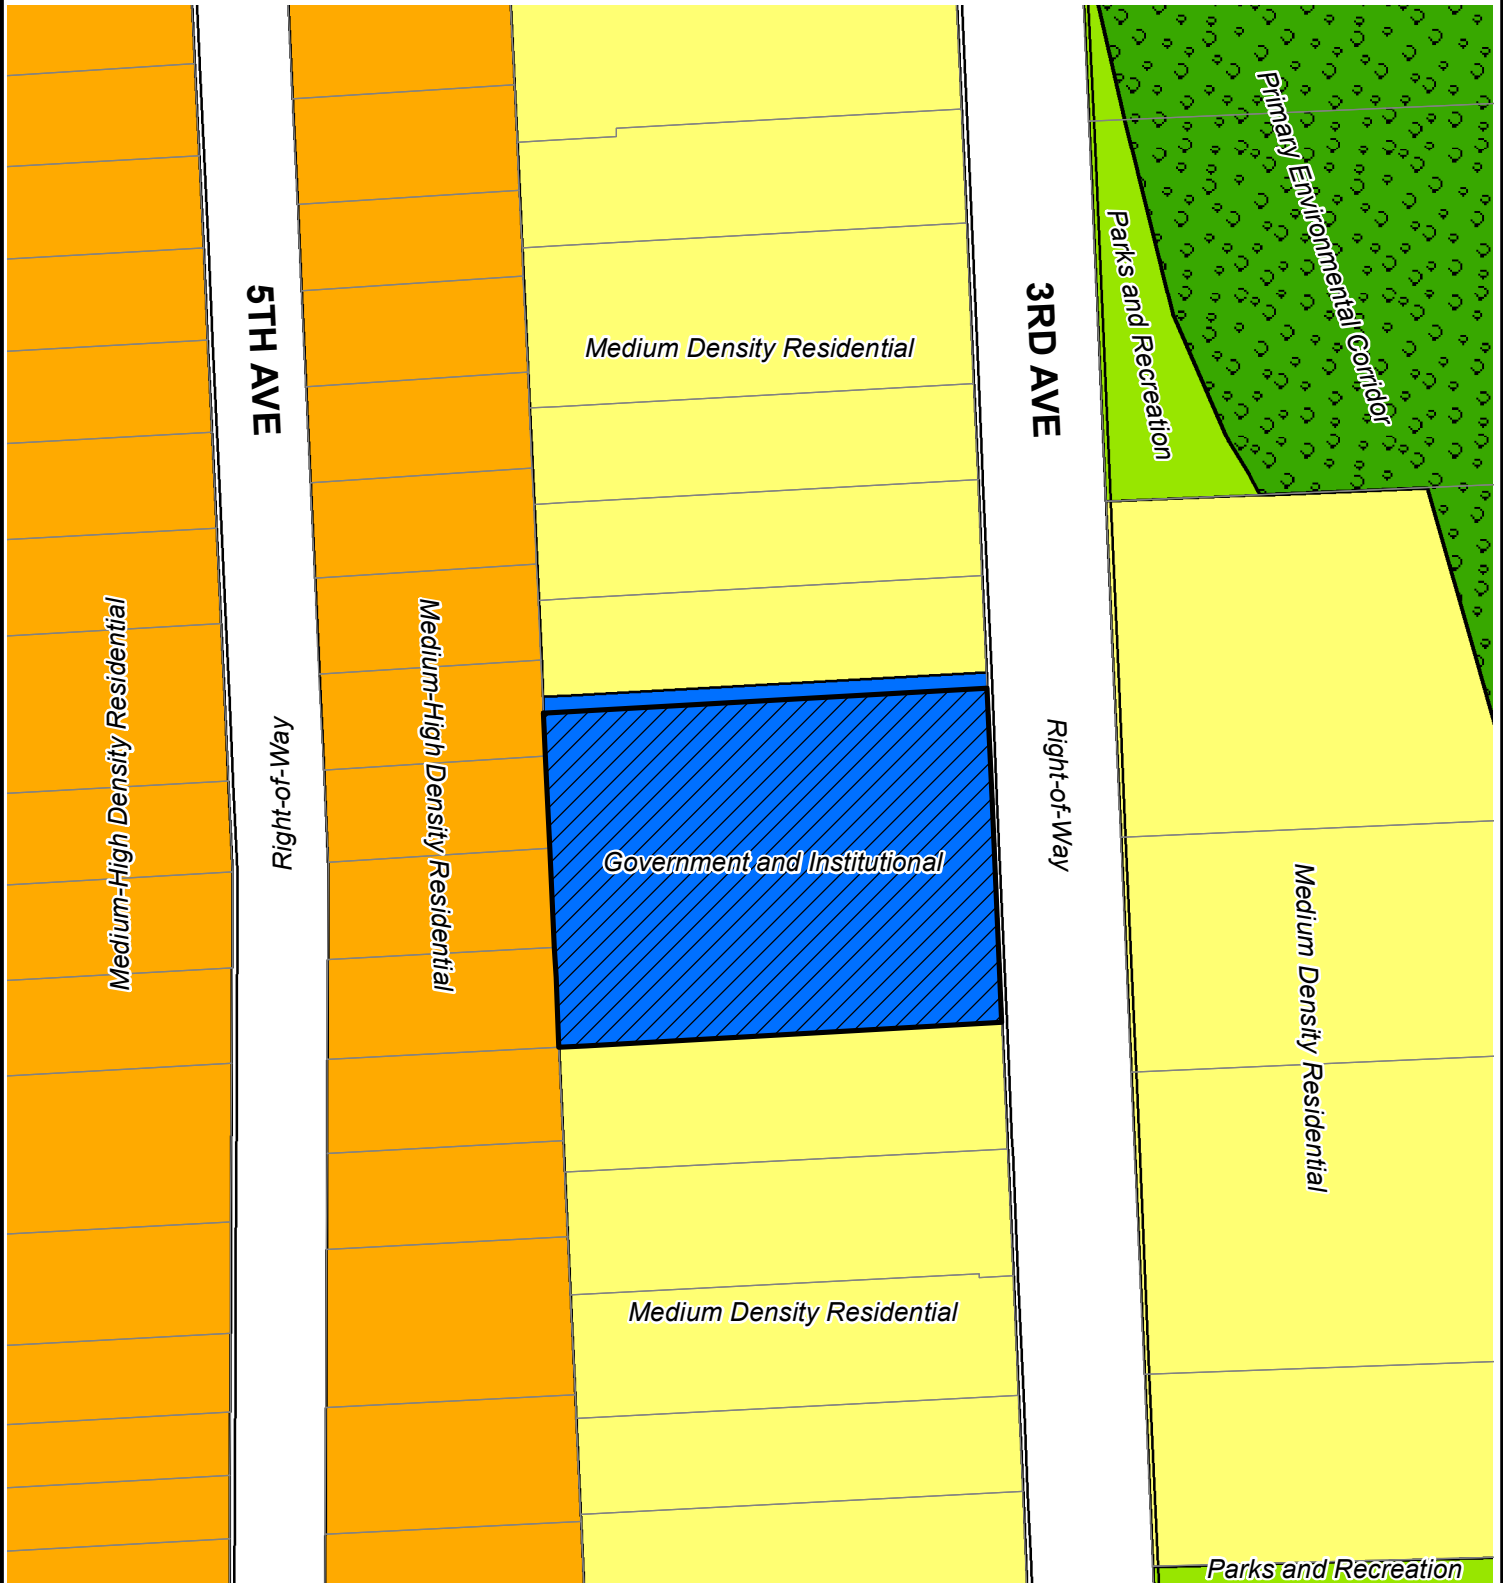 Primary Environmental Corridor
Parks and Recreation
5TH AVE
3RD AVE
Medium Density Residential
Medium-High Density Residential
Medium-High Density Residential
Right-of-Way
Right-of-Way
Government and Institutional
Medium Density Residential
Medium Density Residential
Parks and Recreation